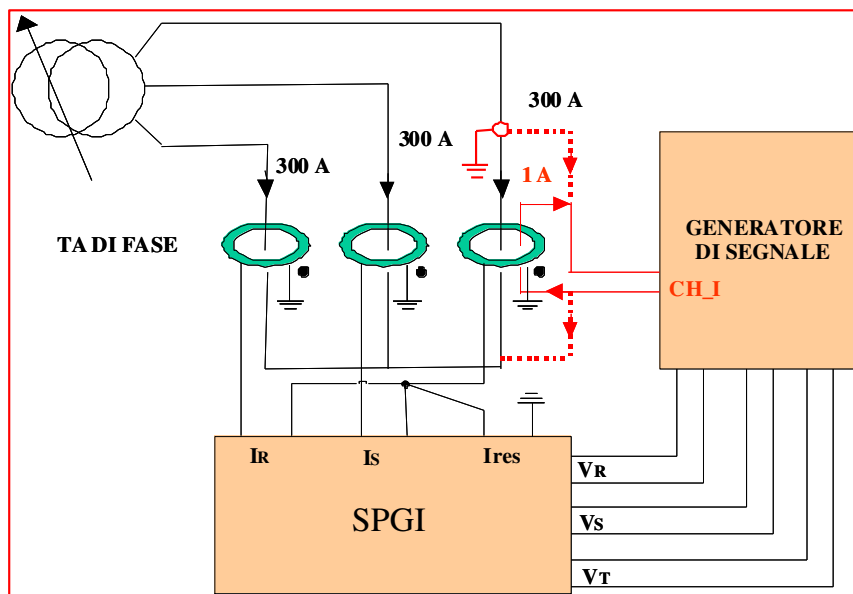 300 A
300 A
300 A
1 A
TA DI FASE
GENERATORE
DI SEGNALE
CH_I
IR
IS
Ires
SPGI
VR
VS
VT